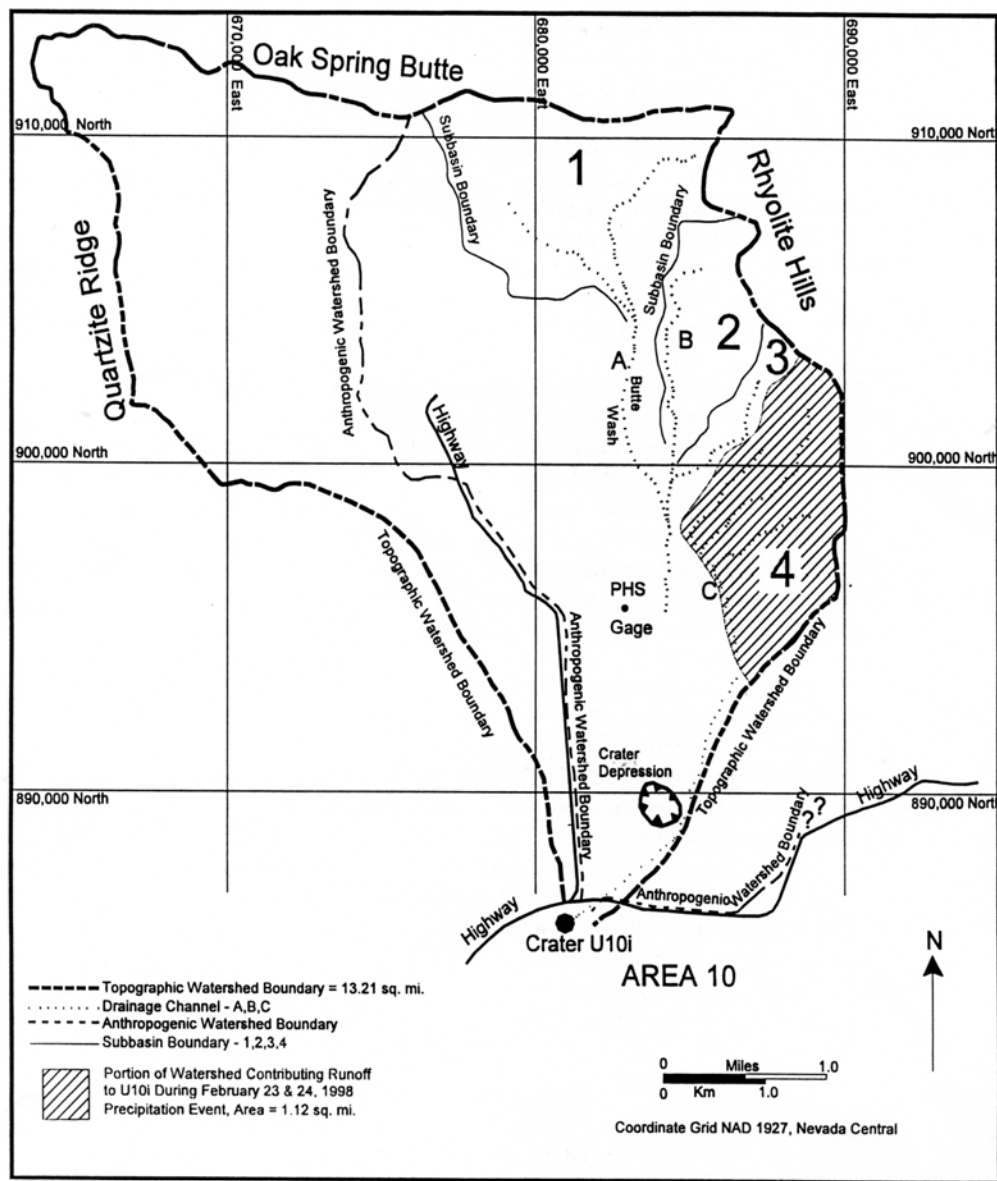 Oak Spring Butte
670,000 East
680,000 East
690,000 East
910,000 North
910,000 North
Subbasin Boundary
1
Rhyolite Hills
Quartzite Ridge
Anthropogenic Watershed Boundary
Subbasin Boundary
2
3
A
B
Butte
Wash
Highway
900,000 North
900,000 North
4
C
PHS
Gage
Topographic Watershed Boundary
Anthropogenic Watershed Boundary
Topographic Watershed Boundary
Crater
Depression
890,000 North
890,000 North
Highway
? ?
Anthropogenic Watershed Boundary
Highway
Crater U10i
AREA 10
N
Topographic Watershed Boundary = 13.21 sq. mi.
Drainage Channel - A,B,C
Anthropogenic Watershed Boundary
Subbasin Boundary - 1,2,3,4
Portion of Watershed Contributing Runoff
to U10i During February 23 & 24, 1998
Precipitation Event, Area = 1.12 sq. mi.
0 Miles 1.0
0 Km 1.0
Coordinate Grid NAD 1927, Nevada Central